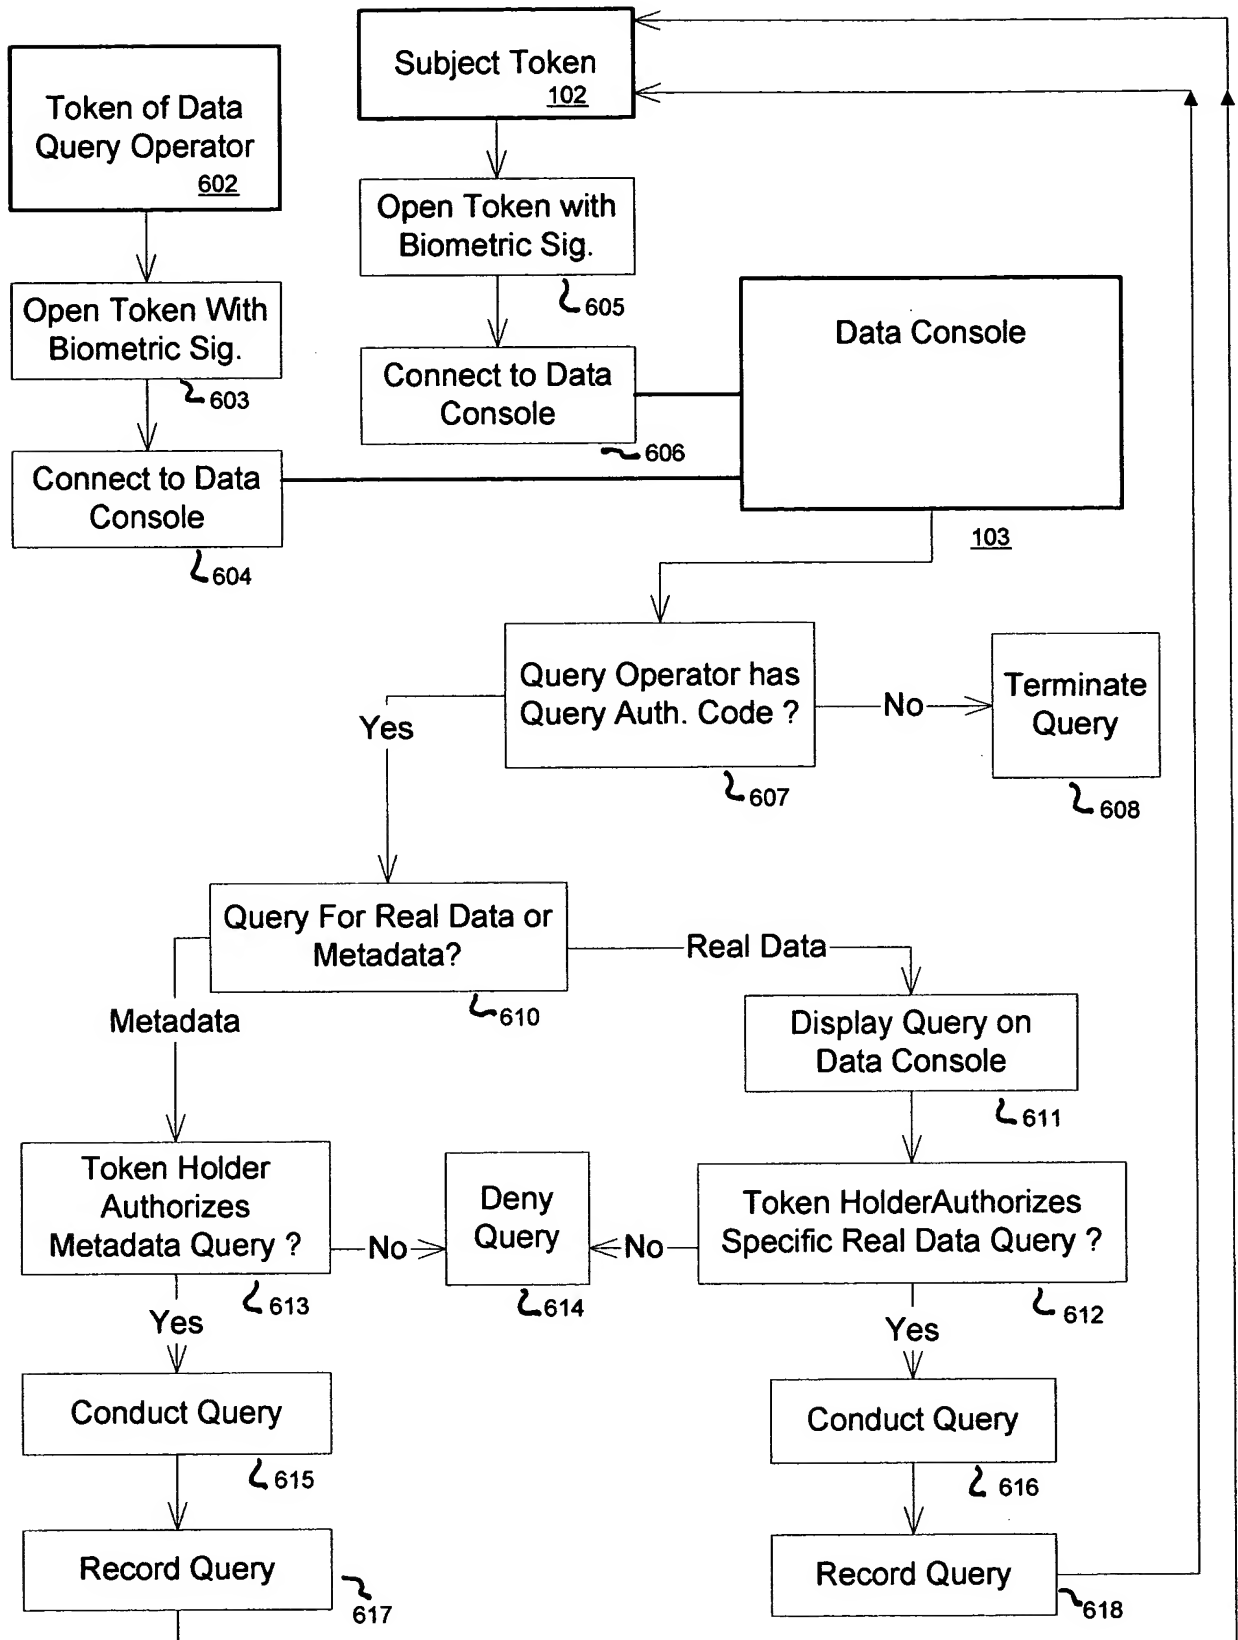 Subject Token
102
Token of Data
Query Operator
602
Open Token with
Biometric Sig.
605
Open Token With
Biometric Sig.
603
Data Console
103
Connect to Data
Console
606
Connect to Data
Console
604
Query Operator has
Query Auth. Code ?
607
No
Terminate
Query
608
Yes
Query For Real Data or
Metadata?
610
Real Data
Metadata
Display Query on
Data Console
611
Token Holder
Authorizes
Metadata Query ?
613
No
Deny
Query
614
No
Token HolderAuthorizes
Specific Real Data Query ?
612
Yes
Yes
Conduct Query
615
Conduct Query
616
Record Query
617
Record Query
618